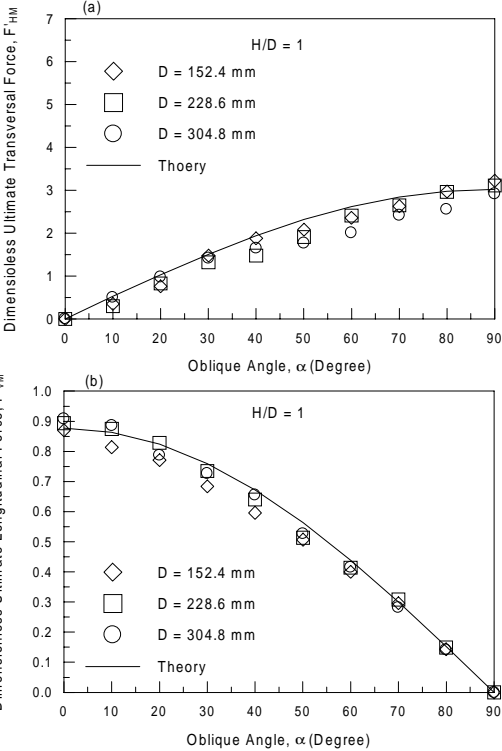 (a)
Dimensioless Ultimate Transversal Force, F'HM
7
6
5
4
3
2
1
0
H/D = 1
D = 152.4 mm
D = 228.6 mm
D = 304.8 mm
Thoery
0 10 20 30 40 50 60 70 80 90
Oblique Angle, α (Degree)
(b)
1.0
0.9
0.8
0.7
0.6
0.5
0.4
0.3
0.2
0.1
0.0
H/D = 1
D = 152.4 mm
D = 228.6 mm
D = 304.8 mm
Theory
0 10 20 30 40 50 60 70 80 90
Oblique Angle, α (Degree)